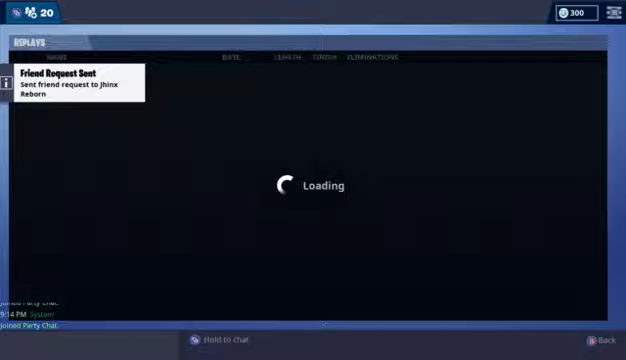 20
300
REPLAYS
NAME DATE LENGTH FINISH ELIMINATIONS
Friend Request Sent
Sent friend request to Jhinx
Reborn
Loading
Joined Party Chat.
9:14 PM System
Joined Party Chat.
Hold to chat
Back